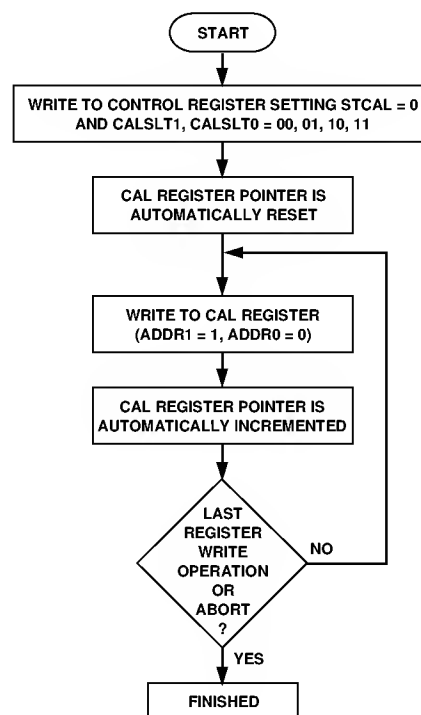 START
WRITE TO CONTROL REGISTER SETTING STCAL = 0
AND CALSLT1, CALSLT0 = 00, 01, 10, 11
CAL REGISTER POINTER IS
AUTOMATICALLY RESET
WRITE TO CAL REGISTER
(ADDR1 = 1, ADDR0 = 0)
CAL REGISTER POINTER IS
AUTOMATICALLY INCREMENTED
LAST
REGISTER
WRITE
OPERATION
OR
ABORT
?
NO
YES
FINISHED